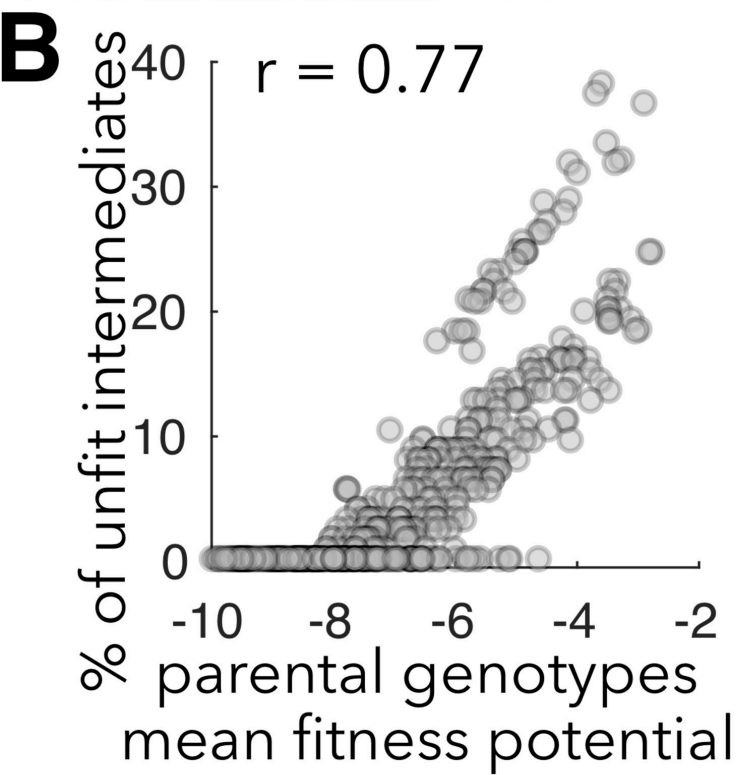 B
r = 0.77
% of unfit intermediates
40
30
20
10
0
-10 -8 -6 -4 -2
parental genotypes
mean fitness potential